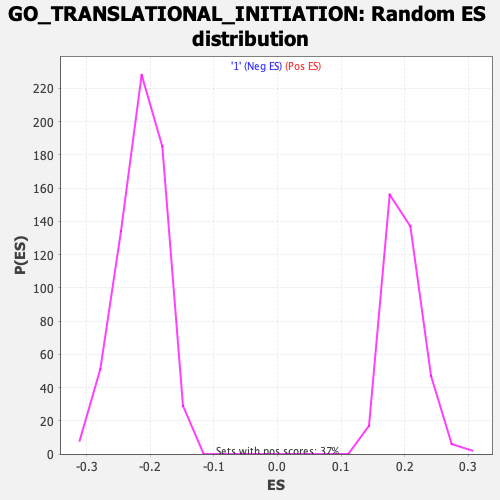 GO_TRANSLATIONAL_INITIATION: Random ES
distribution
'1' (Neg ES) (Pos ES)
220
200
180
160
140
120
100
80
60
40
20
0
P(ES)
Sets with pos scores: 37%
-0.3 -0.2 -0.1 0.0 0.1 0.2 0.3
ES